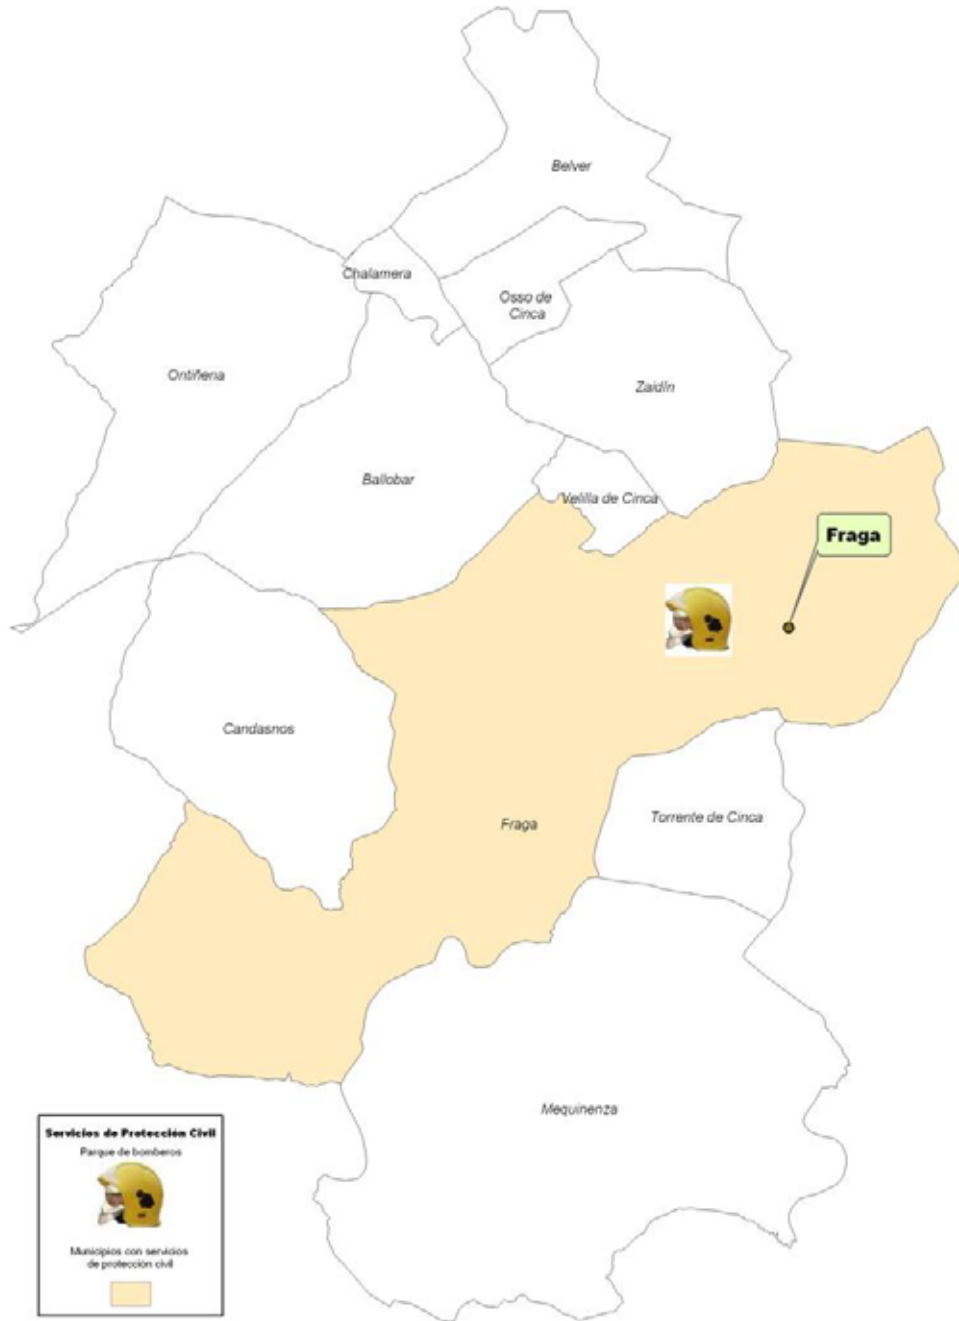 Belver
Chalamera
Osso de
Cinca
Ontiñena
Zaidín
Ballobar
Velilla de Cinca
Fraga
Candasnos
Fraga
Torrente de Cinca
Mequinenza
Servicios de Protección Civil
Parque de bomberos
Municipios con servicios
de protección civil